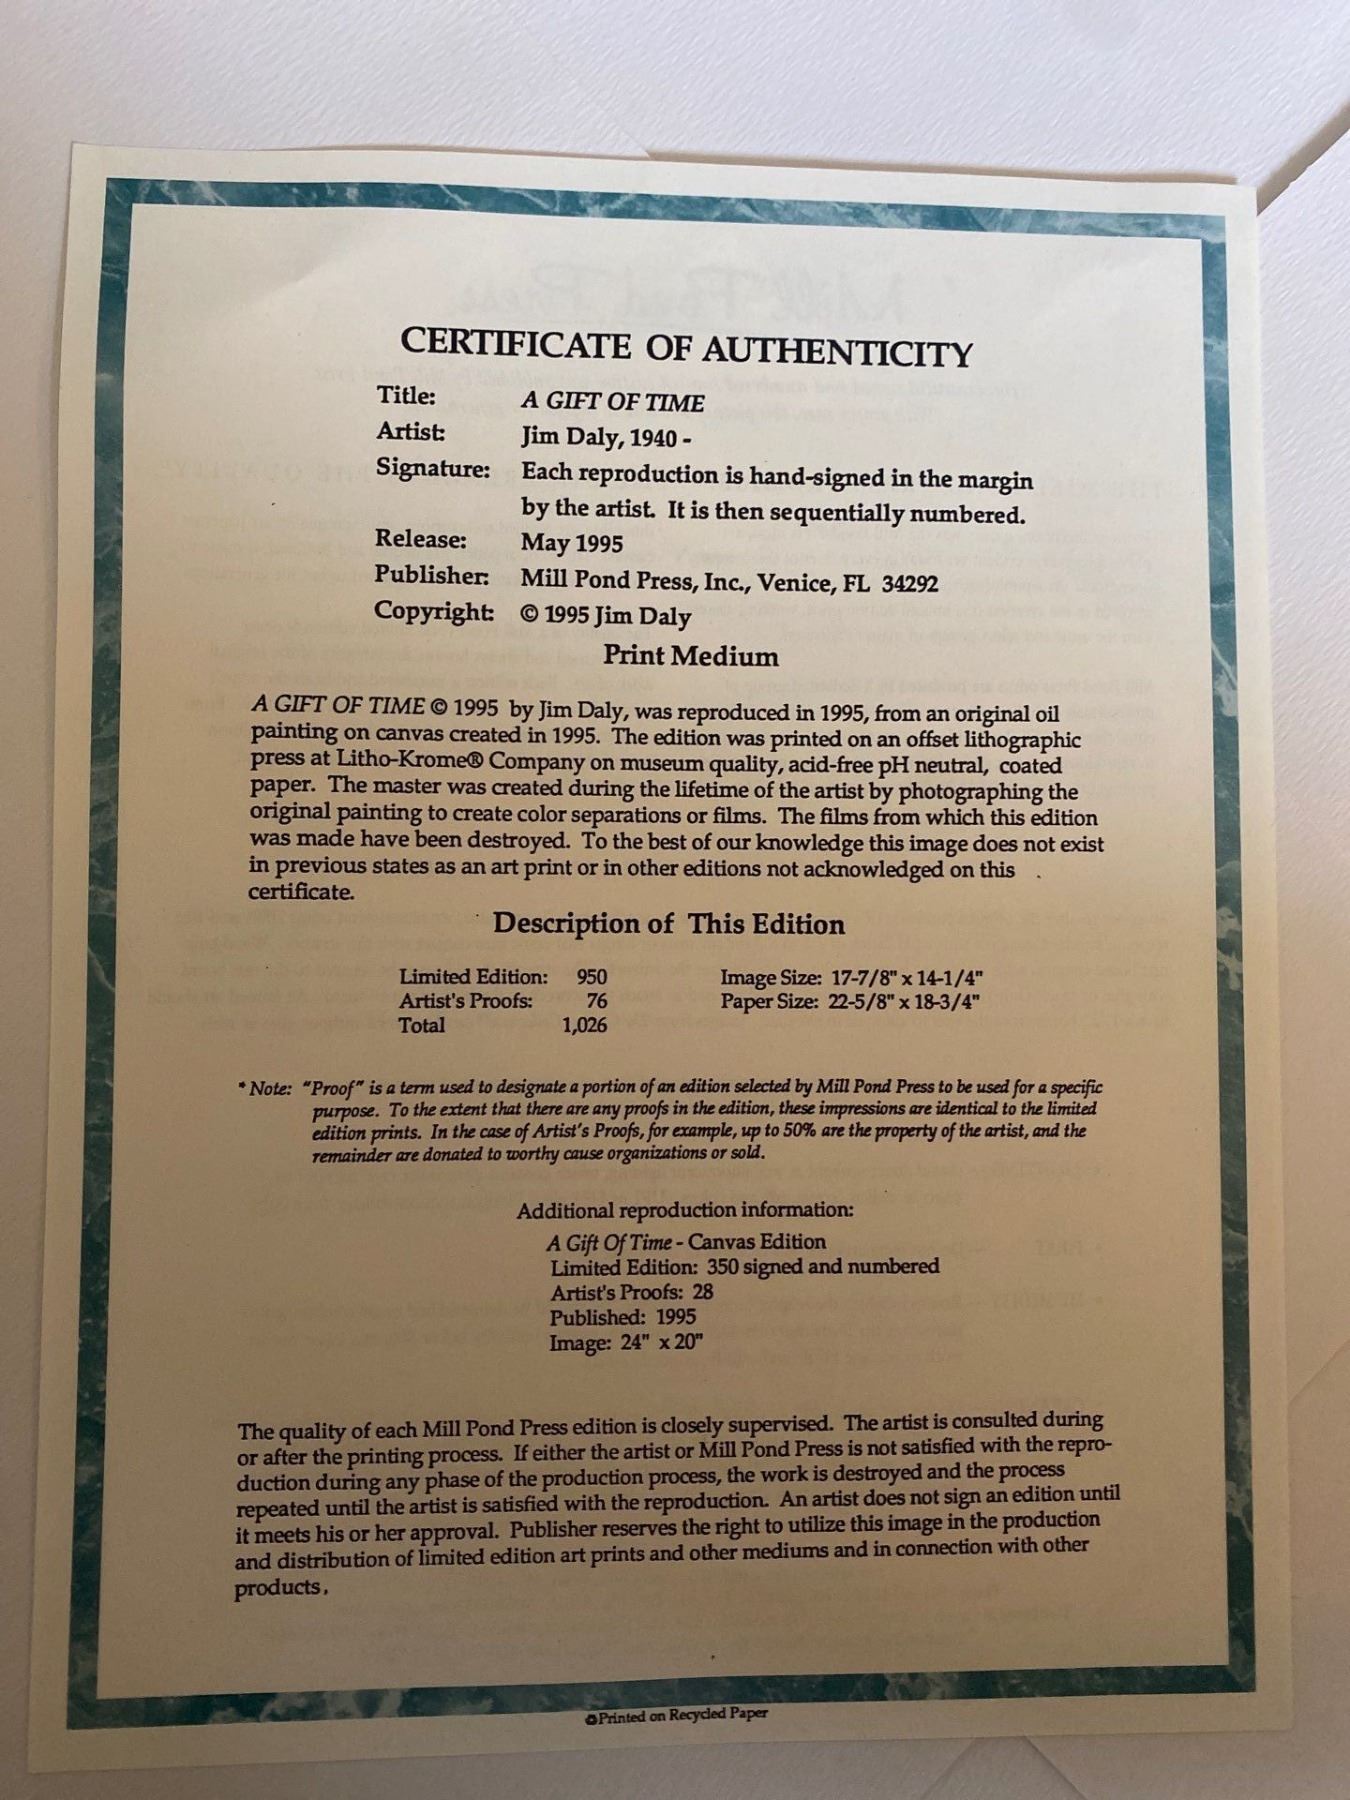 CERTIFICATE OF AUTHENTICITY
Title: A GIFT OF TIME
Artist: Jim Daly, 1940 -
Signature: Each reproduction is hand-signed in the margin
by the artist. It is then sequentially numbered.
Release: May 1995
Publisher: Mill Pond Press, Inc., Venice, FL 34292
Copyright: © 1995 Jim Daly
Print Medium
A GIFT OF TIME © 1995 by Jim Daly, was reproduced in 1995, from an original oil
painting on canvas created in 1995. The edition was printed on an offset lithographic
press at Litho-Krome® Company on museum quality, acid-free pH neutral, coated
paper. The master was created during the lifetime of the artist by photographing the
original painting to create color separations or films. The films from which this edition
was made have been destroyed. To the best of our knowledge this image does not exist
in previous states as an art print or in other editions not acknowledged on this
certificate.
Description of This Edition
Limited Edition: 950 Image Size: 17-7/8" x 14-1/4"
Artist's Proofs: 76 Paper Size: 22-5/8" x 18-3/4"
Total 1,026
* Note: "Proof" is a term used to designate a portion of an edition selected by Mill Pond Press to be used for a specific
purpose. To the extent that there are any proofs in the edition, these impressions are identical to the limited
edition prints. In the case of Artist's Proofs, for example, up to 50% are the property of the artist, and the
remainder are donated to worthy cause organizations or sold.
Additional reproduction information:
A Gift Of Time - Canvas Edition
Limited Edition: 350 signed and numbered
Artist's Proofs: 28
Published: 1995
Image: 24" x 20"
The quality of each Mill Pond Press edition is closely supervised. The artist is consulted during
or after the printing process. If either the artist or Mill Pond Press is not satisfied with the repro-
duction during any phase of the production process, the work is destroyed and the process
repeated until the artist is satisfied with the reproduction. An artist does not sign an edition until
it meets his or her approval. Publisher reserves the right to utilize this image in the production
and distribution of limited edition art prints and other mediums and in connection with other
products.
Printed on Recycled Paper